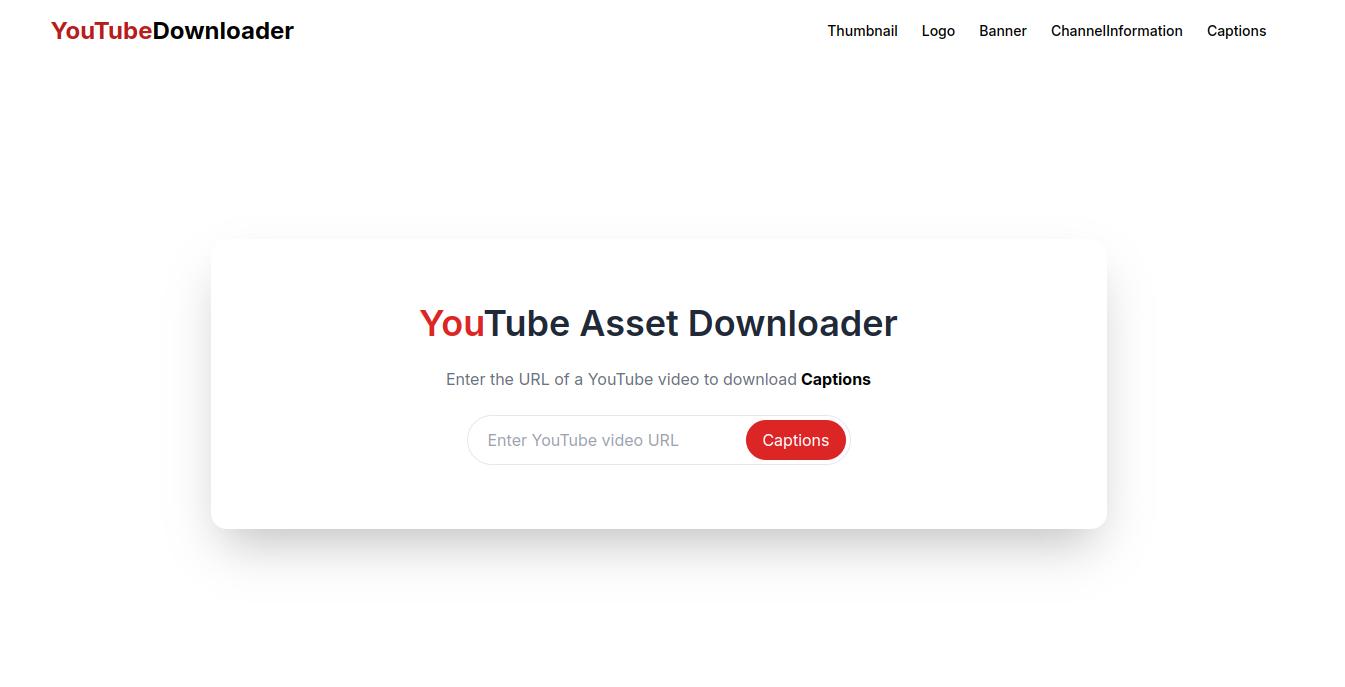 YouTubeDownloader
Thumbnail Logo Banner ChannelInformation Captions
YouTube Asset Downloader
Enter the URL of a YouTube video to download Captions
Enter YouTube video URL Captions